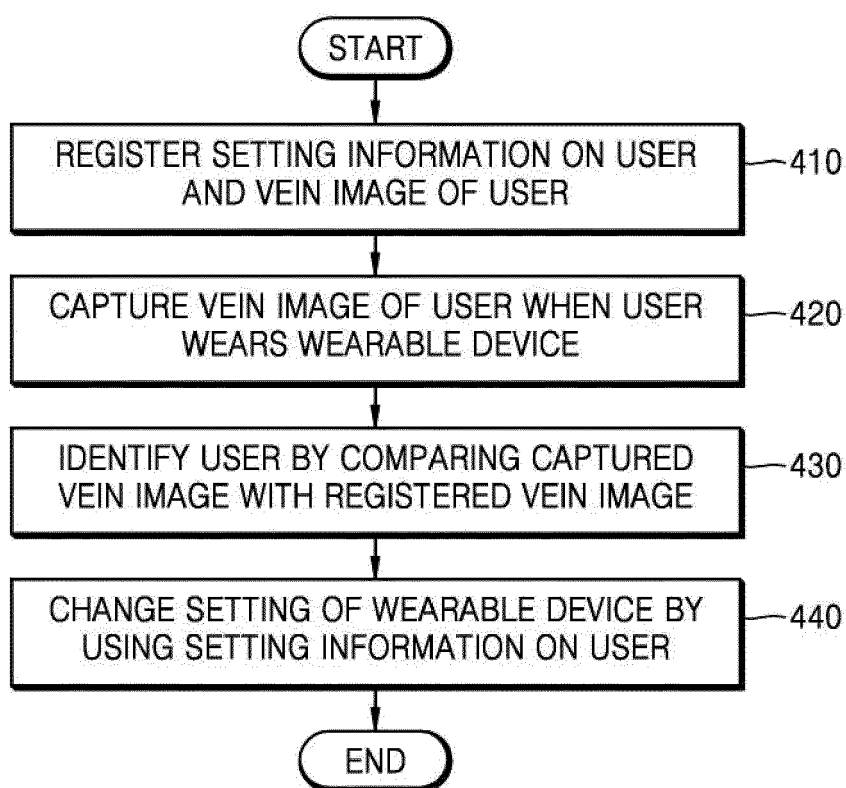 START
REGISTER SETTING INFORMATION ON USER
AND VEIN IMAGE OF USER
410
CAPTURE VEIN IMAGE OF USER WHEN USER
WEARS WEARABLE DEVICE
420
IDENTIFY USER BY COMPARING CAPTURED
VEIN IMAGE WITH REGISTERED VEIN IMAGE
430
CHANGE SETTING OF WEARABLE DEVICE BY
USING SETTING INFORMATION ON USER
440
END